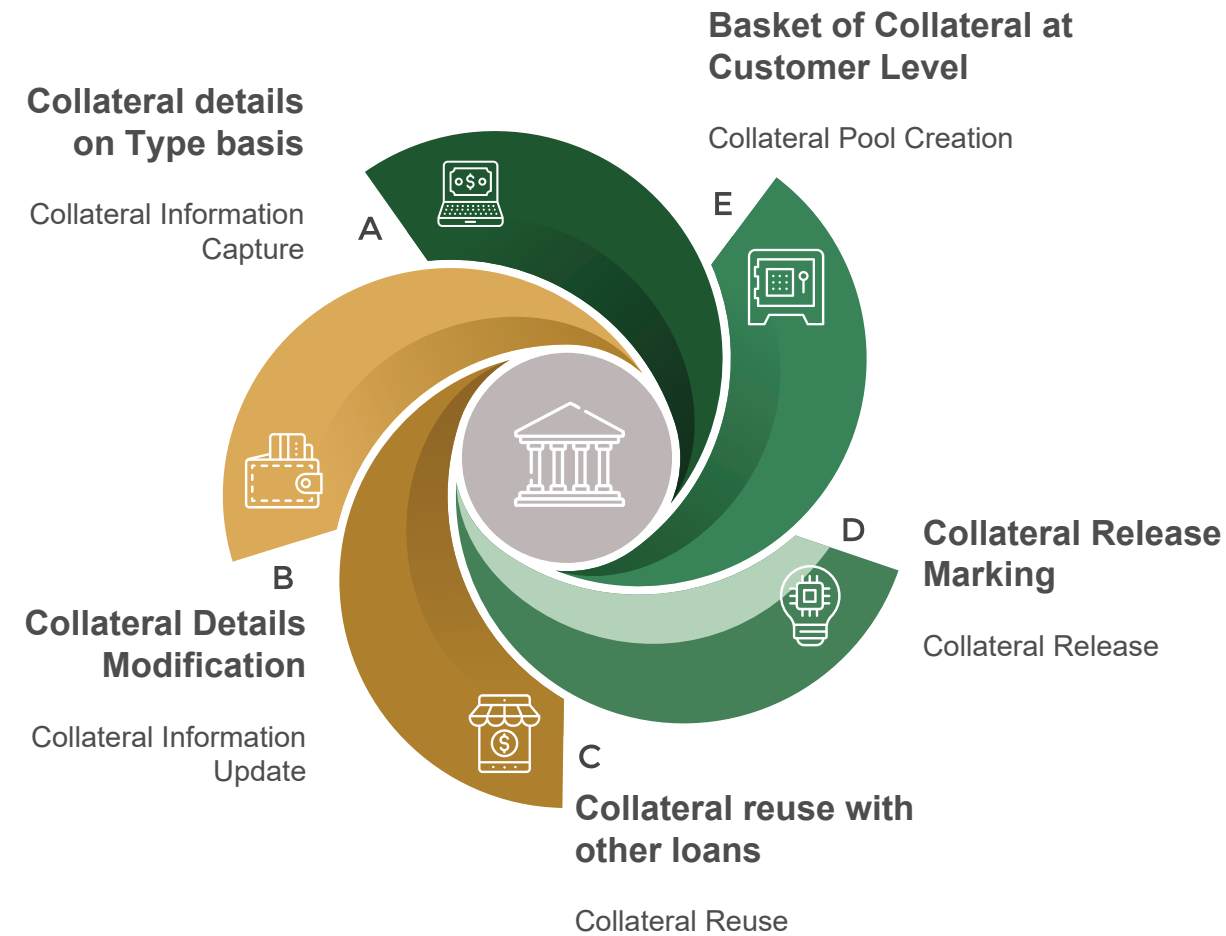 Collateral details
on Type basis
Collateral Information
Capture
A
B
Collateral Details
Modification
Collateral Information
Update
C
Collateral reuse with
other loans
Collateral Reuse
D
Collateral Release
Marking
Collateral Release
E
Basket of Collateral at
Customer Level
Collateral Pool Creation
$
$